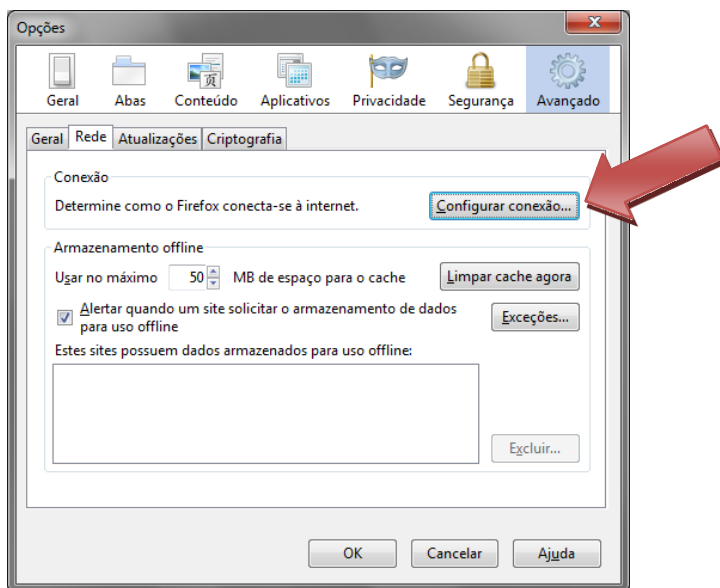 Opções
Geral Abas Conteúdo Aplicativos Privacidade Segurança Avançado
Geral Rede Atualizações Criptografia
Conexão
Determine como o Firefox conecta-se à internet. Configurar conexão...
Armazenamento offline
Usar no máximo 50 MB de espaço para o cache Limpar cache agora
Alertar quando um site solicitar o armazenamento de dados
para uso offline Exceções...
Estes sites possuem dados armazenados para uso offline:
Excluir...
OK Cancelar Ajuda